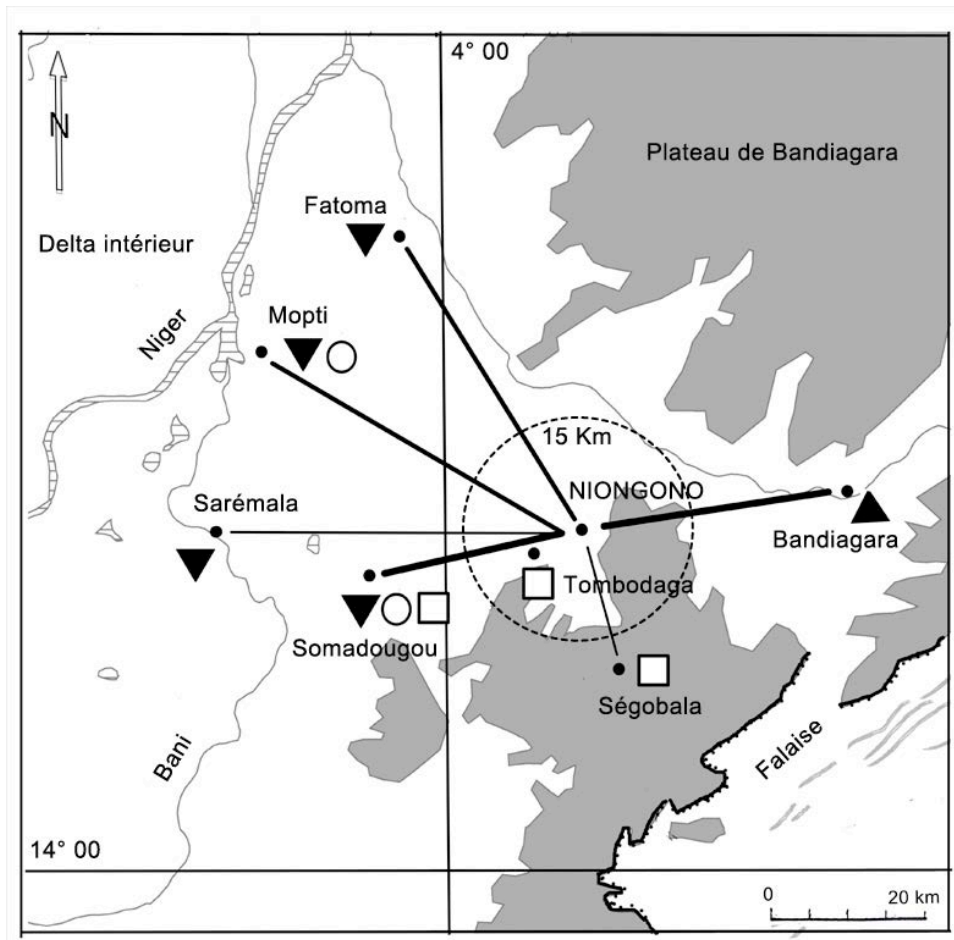 4° 00
N
Plateau de Bandiagara
Fatoma
Delta intérieur
Mopti
Niger
15 Km
NIONGONO
Sarémala
Bandiagara
Tombodaga
Somadougou
Ségobala
Bani
Falaise
14° 00
0 20 km